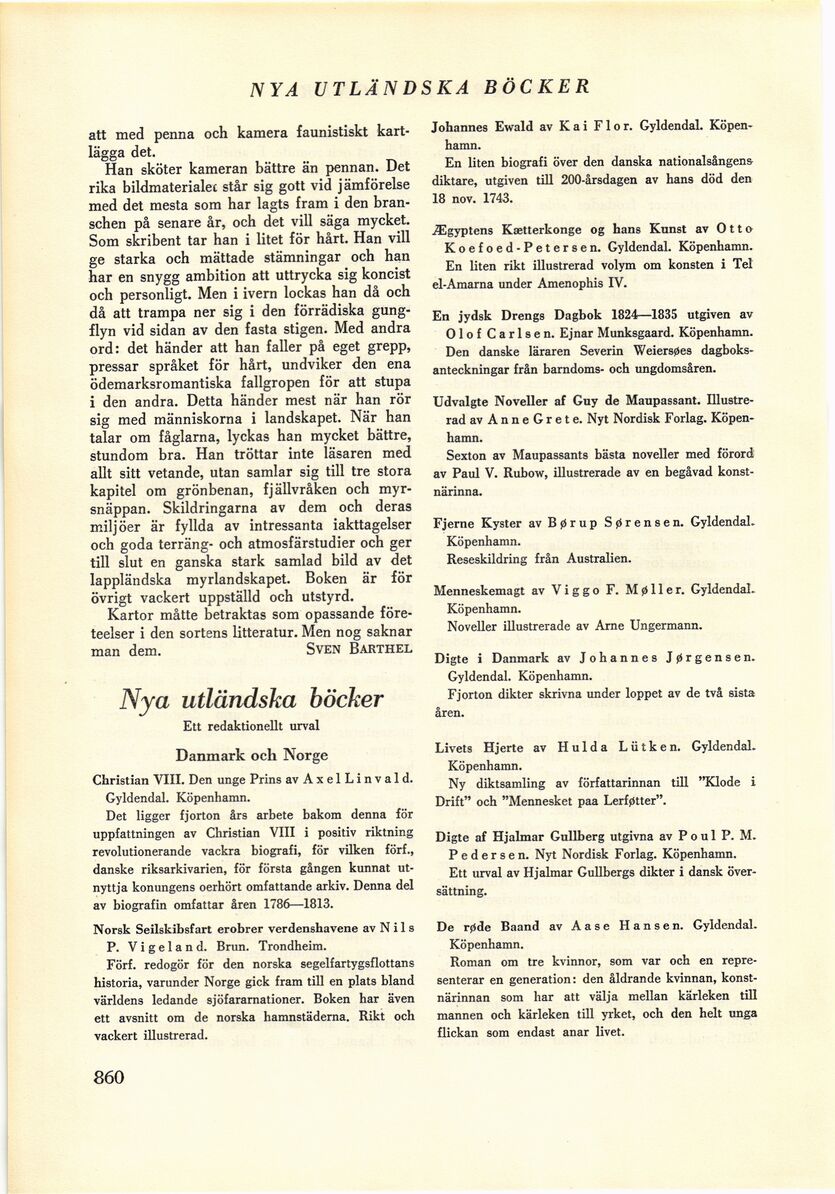 NYA UTLÄNDSKA BÖCKER
att med penna och kamera faunistiskt kart-
lägga det.
Han sköter kameran bättre än pennan. Det
rika bildmaterialet står sig gott vid jämförelse
med det mesta som har lagts fram i den bran-
schen på senare år, och det vill säga mycket.
Som skribent tar han i litet för hårt. Han vill
ge starka och mättade stämningar och han
har en snygg ambition att uttrycka sig koncist
och personligt. Men i ivern lockas han då och
då att trampa ner sig i den förrädiska gung-
flyn vid sidan av den fasta stigen. Med andra
ord: det händer att han faller på eget grepp,
pressar språket för hårt, undviker den ena
ödemarksromantiska fallgropen för att stupa
i den andra. Detta händer mest när han rör
sig med människorna i landskapet. När han
talar om fåglarna, lyckas han mycket bättre,
stundom bra. Han tröttar inte läsaren med
allt sitt vetande, utan samlar sig till tre stora
kapitel om grönbenan, fjällvråken och myr-
snäppan. Skildringarna av dem och deras
miljöer är fyllda av intressanta iakttagelser
och goda terräng- och atmosfärstudier och ger
till slut en ganska stark samlad bild av det
lappländska myrlandskapet. Boken är för
övrigt vackert uppställd och utstyrd.
Kartor måtte betraktas som opassande före-
teelser i den sortens litteratur. Men nog saknar
man dem. SVEN BARTHEL
Nya utländska böcker
Ett redaktionellt urval
Danmark och Norge
Christian VIII. Den unge Prins av Axel Linvald.
Gyldendal. Köpenhamn.
Det ligger fjorton års arbete bakom denna för
uppfattningen av Christian VIII i positiv riktning
revolutionerande vackra biografi, för vilken förf.,
danske riksarkivarien, för första gången kunnat ut-
nyttja konungens oerhört omfattande arkiv. Denna del
av biografin omfattar åren 1786—1813.
Norsk Seilskibsfart erobrer verdenshavene av Nils
P. Vigeland. Brun. Trondheim.
Förf. redogör för den norska segelfartygsflottans
historia, varunder Norge gick fram till en plats bland
världens ledande sjöfararnationer. Boken har även
ett avsnitt om de norska hamnstäderna. Rikt och
vackert illustrerad.
860
Johannes Ewald av Kai Flor. Gyldendal. Köpen-
hamn.
En liten biografi över den danska nationalsångens
diktare, utgiven till 200-årsdagen av hans död den
18 nov. 1743.
Ægyptens Kætterkonge og hans Kunst av Otto
Koefoed-Petersen. Gyldendal. Köpenhamn.
En liten rikt illustrerad volym om konsten i Tel
el-Amarna under Amenophis IV.
En jydsk Drengs Dagbok 1824—1835 utgiven av
Olof Carlsen. Ejnar Munksgaard. Köpenhamn.
Den danske läraren Severin Weiersøes dagboks-
anteckningar från barndoms- och ungdomsåren.
Udvalgte Noveller af Guy de Maupassant. Illustre-
rad av Anne Grete. Nyt Nordisk Forlag. Köpen-
hamn.
Sexton av Maupassants bästa noveller med förord
av Paul V. Rubow, illustrerade av en begåvad konst-
närinna.
Fjerne Kyster av Børup Sørensen. Gyldendal.
Köpenhamn.
Reseskildring från Australien.
Menneskemagt av Viggo F. Møller. Gyldendal.
Köpenhamn.
Noveller illustrerade av Arne Ungermann.
Digte i Danmark av Johannes Jørgensen.
Gyldendal. Köpenhamn.
Fjorton dikter skrivna under loppet av de två sista
åren.
Livets Hjerte av Hulda Lütken. Gyldendal.
Köpenhamn.
Ny diktsamling av författarinnan till ”Klode i
Drift” och ”Mennesket paa Lerføtter”.
Digte af Hjalmar Gullberg utgivna av Poul P. M.
Pedersen. Nyt Nordisk Forlag. Köpenhamn.
Ett urval av Hjalmar Gullbergs dikter i dansk över-
sättning.
De røde Baand av Aase Hansen. Gyldendal.
Köpenhamn.
Roman om tre kvinnor, som var och en repre-
senterar en generation: den åldrande kvinnan, konst-
närinnan som har att välja mellan kärleken till
mannen och kärleken till yrket, och den helt unga
flickan som endast anar livet.